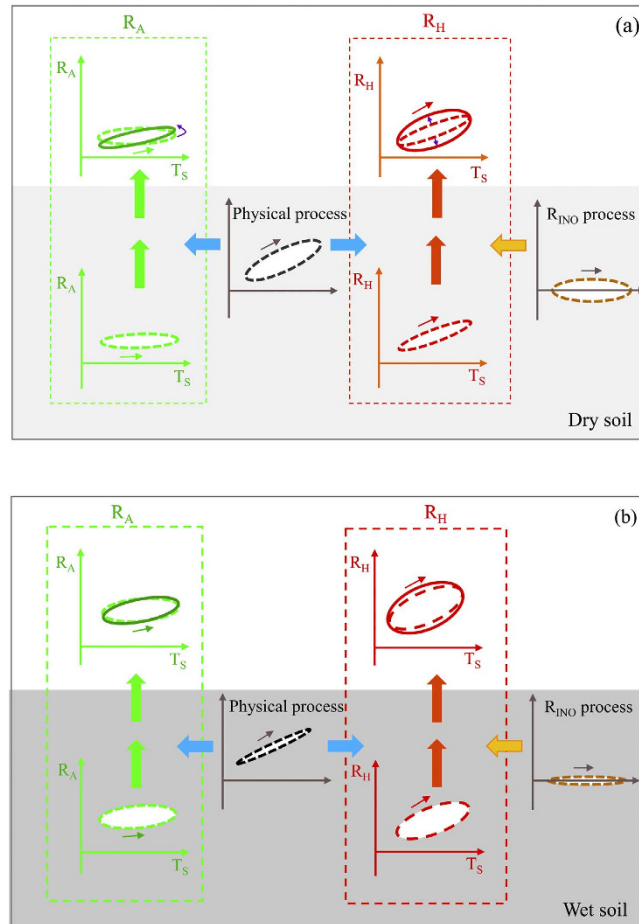 (a)
R_A R_H
R_A R_H
T_S T_S
Physical process R_INO process
R_A R_H
T_S T_S
Dry soil
(b)
R_A R_H
R_A R_H
T_S T_S
Physical process R_INO process
R_A R_H
T_S T_S
Wet soil